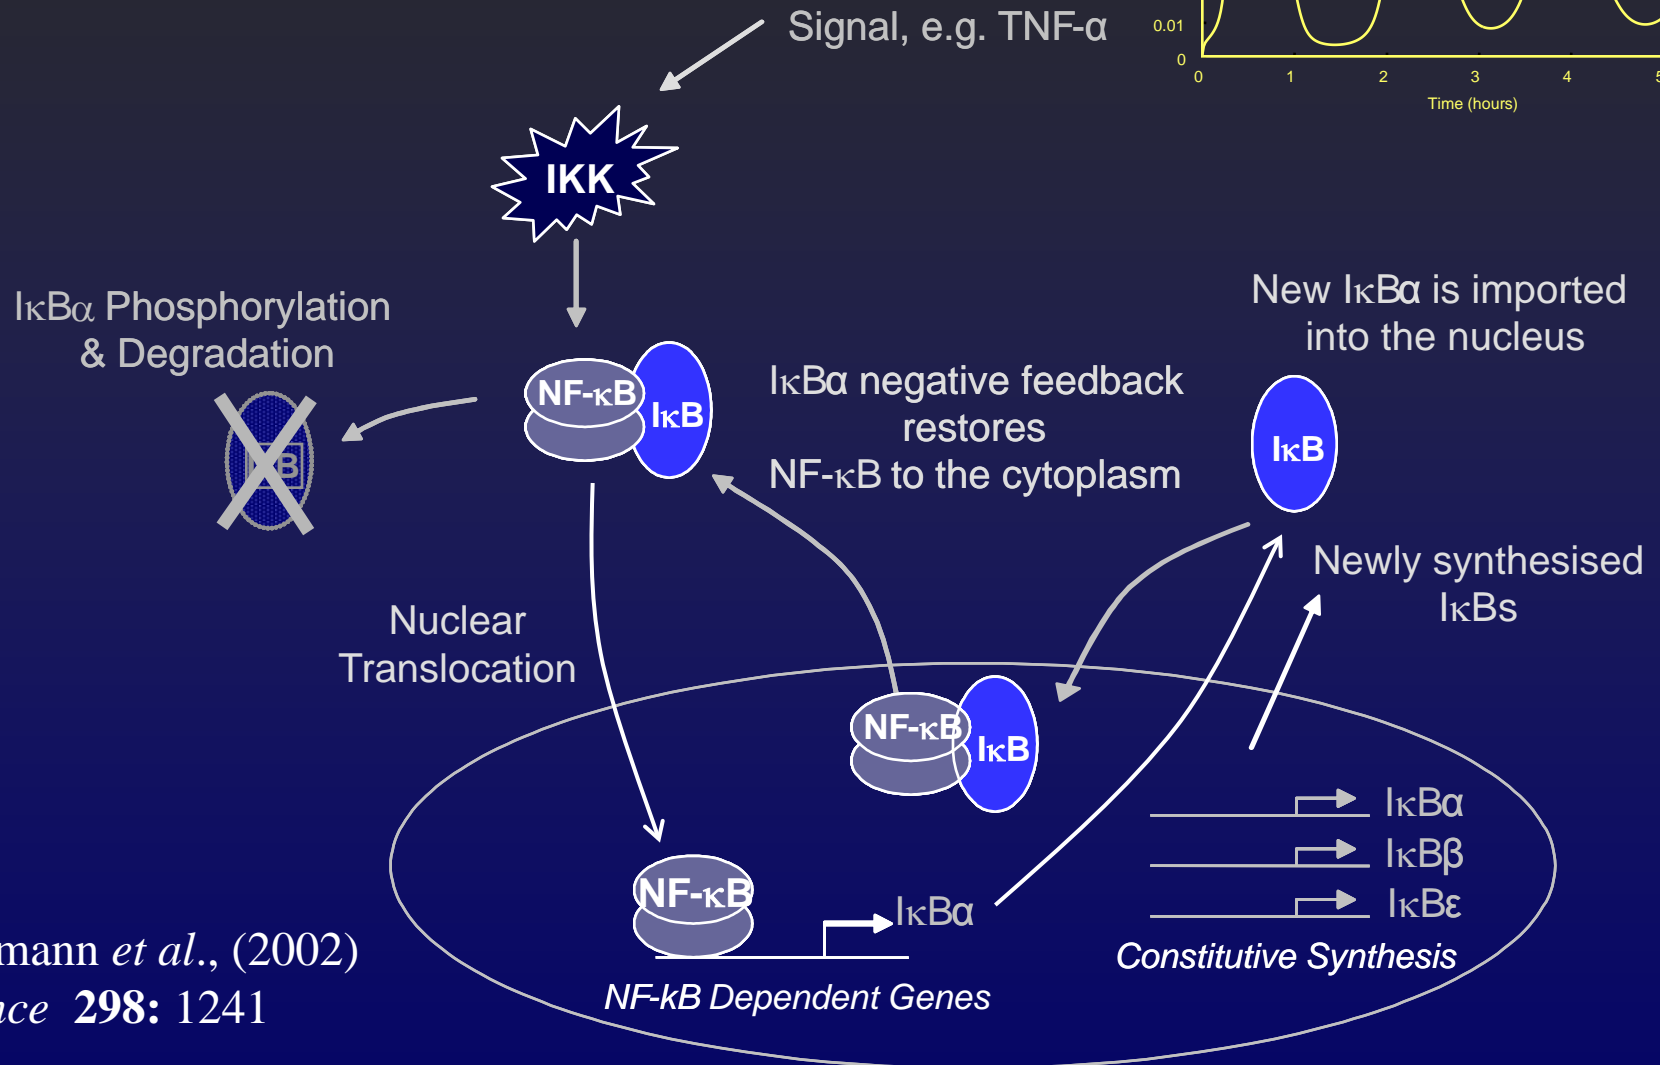 Signal, e.g. TNF-α
0.01
0
0 1 2 3 4
Time (hours)
IKK
IκBα Phosphorylation
& Degradation
New IκBα is imported
into the nucleus
NF-κB
IκB
IκBα negative feedback
restores
NF-κB to the cytoplasm
IκB
B
Newly synthesised
IκBs
Nuclear
Translocation
NF-κB
IκB
IκBα
IκBβ
IκBε
Constitutive Synthesis
NF-κB
IκBα
NF-kB Dependent Genes
et al., (2002)
298: 1241